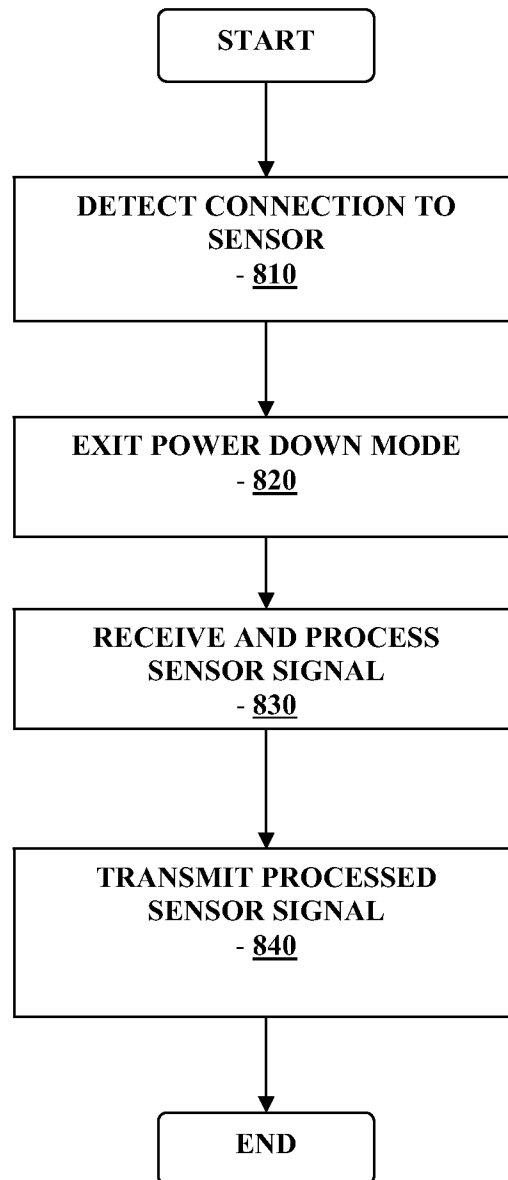 START
DETECT CONNECTION TO
SENSOR
- 810
EXIT POWER DOWN MODE
- 820
RECEIVE AND PROCESS
SENSOR SIGNAL
- 830
TRANSMIT PROCESSED
SENSOR SIGNAL
- 840
END